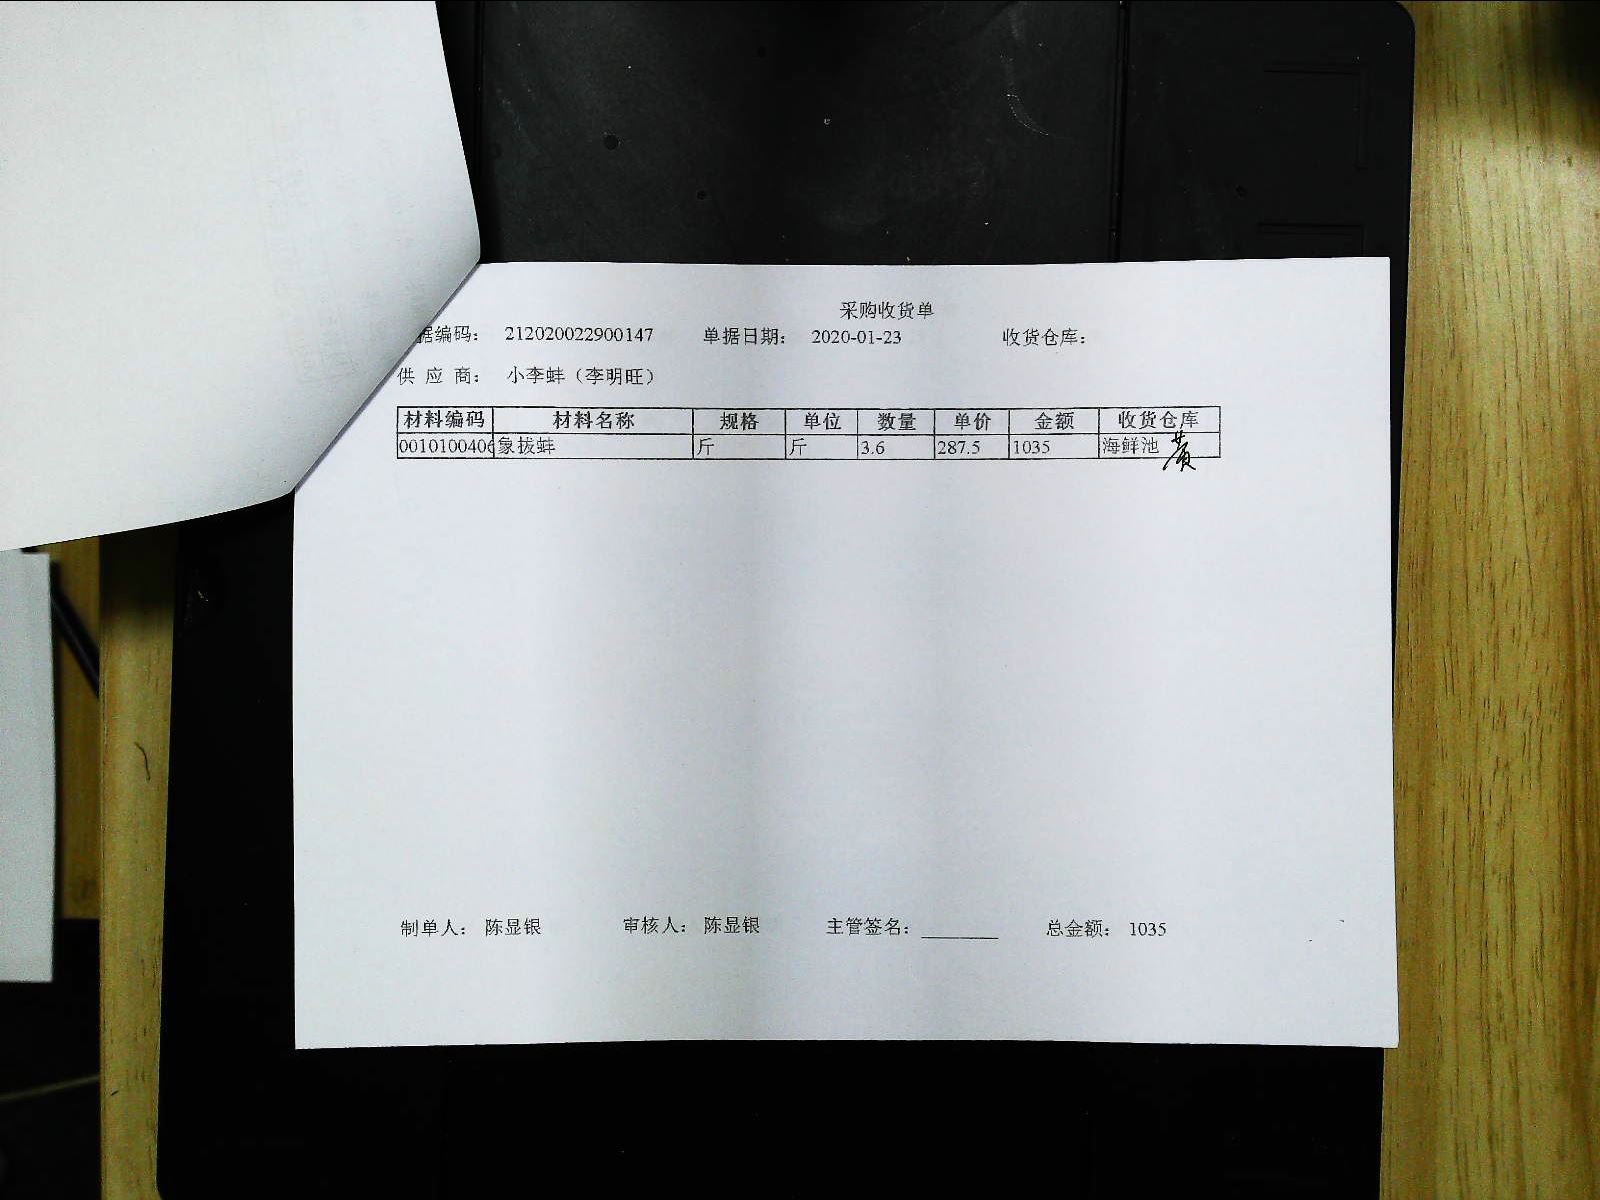 采购收货单
据编码： 212020022900147 单据日期： 2020-01-23 收货仓库：
供 应 商： 小李蚌（李明旺）
材料编码 材料名称 规格 单位 数量 单价 金额 收货仓库
0010100406 象拔蚌 斤 斤 3.6 287.5 1035 海鲜池 黄
制单人： 陈显银 审核人： 陈显银 主管签名： 总金额： 1035